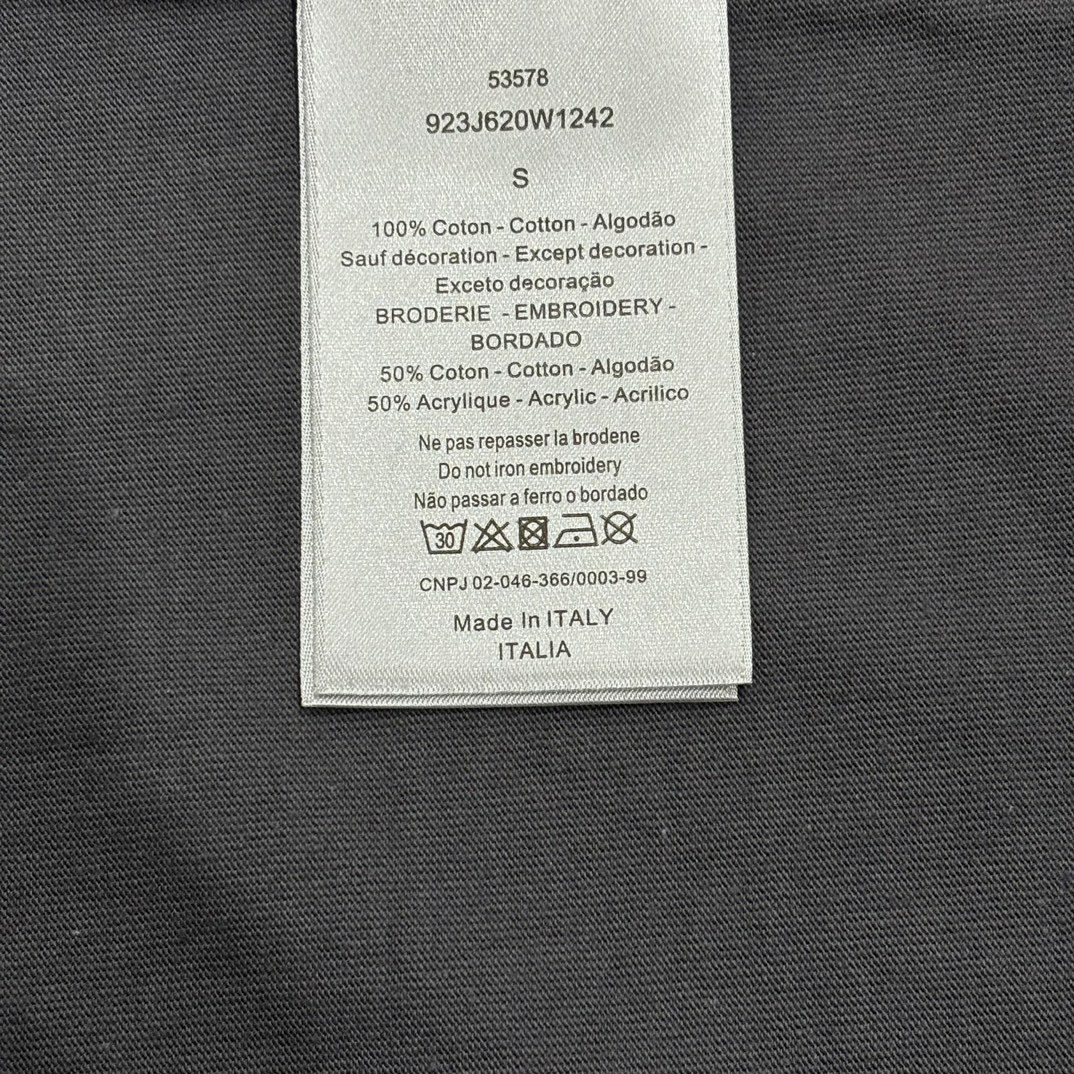 53578
923J620W1242
S
100% Coton - Cotton - Algodão
Sauf décoration - Except decoration -
Exceto decoração
BRODERIE - EMBROIDERY -
BORDADO
50% Coton - Cotton - Algodão
50% Acrylique - Acrylic - Acrilico
Ne pas repasser la brodene
Do not iron embroidery
Não passar a ferro o bordado
30
CNPJ 02-046-366/0003-99
Made In ITALY
ITALIA